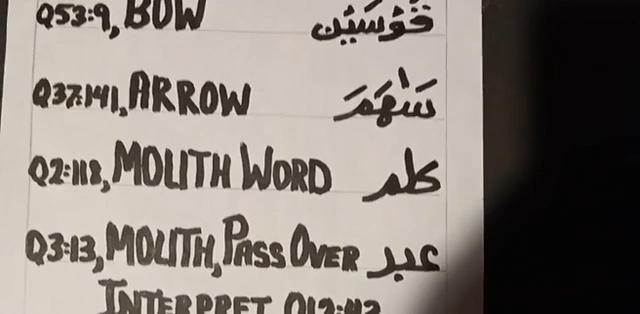 Q53:9, BOW قَوْسَيْنِ
Q37:141, ARROW سَهَمَ
Q2:118, MOUTH WORD كلم
Q3:13, MOUTH, PASS OVER عبر
INTERPRET Q12:43